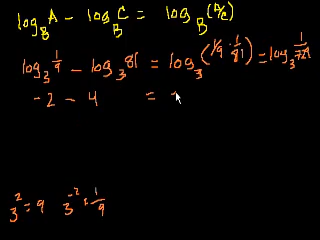 log_B A - log_B C = log_B (A/C)
log_3 1/9 - log_3 81 = log_3 (1/9 · 1/81) = log_3 1/729
-2 - 4 = -
3^2 = 9 3^-2 = 1/9